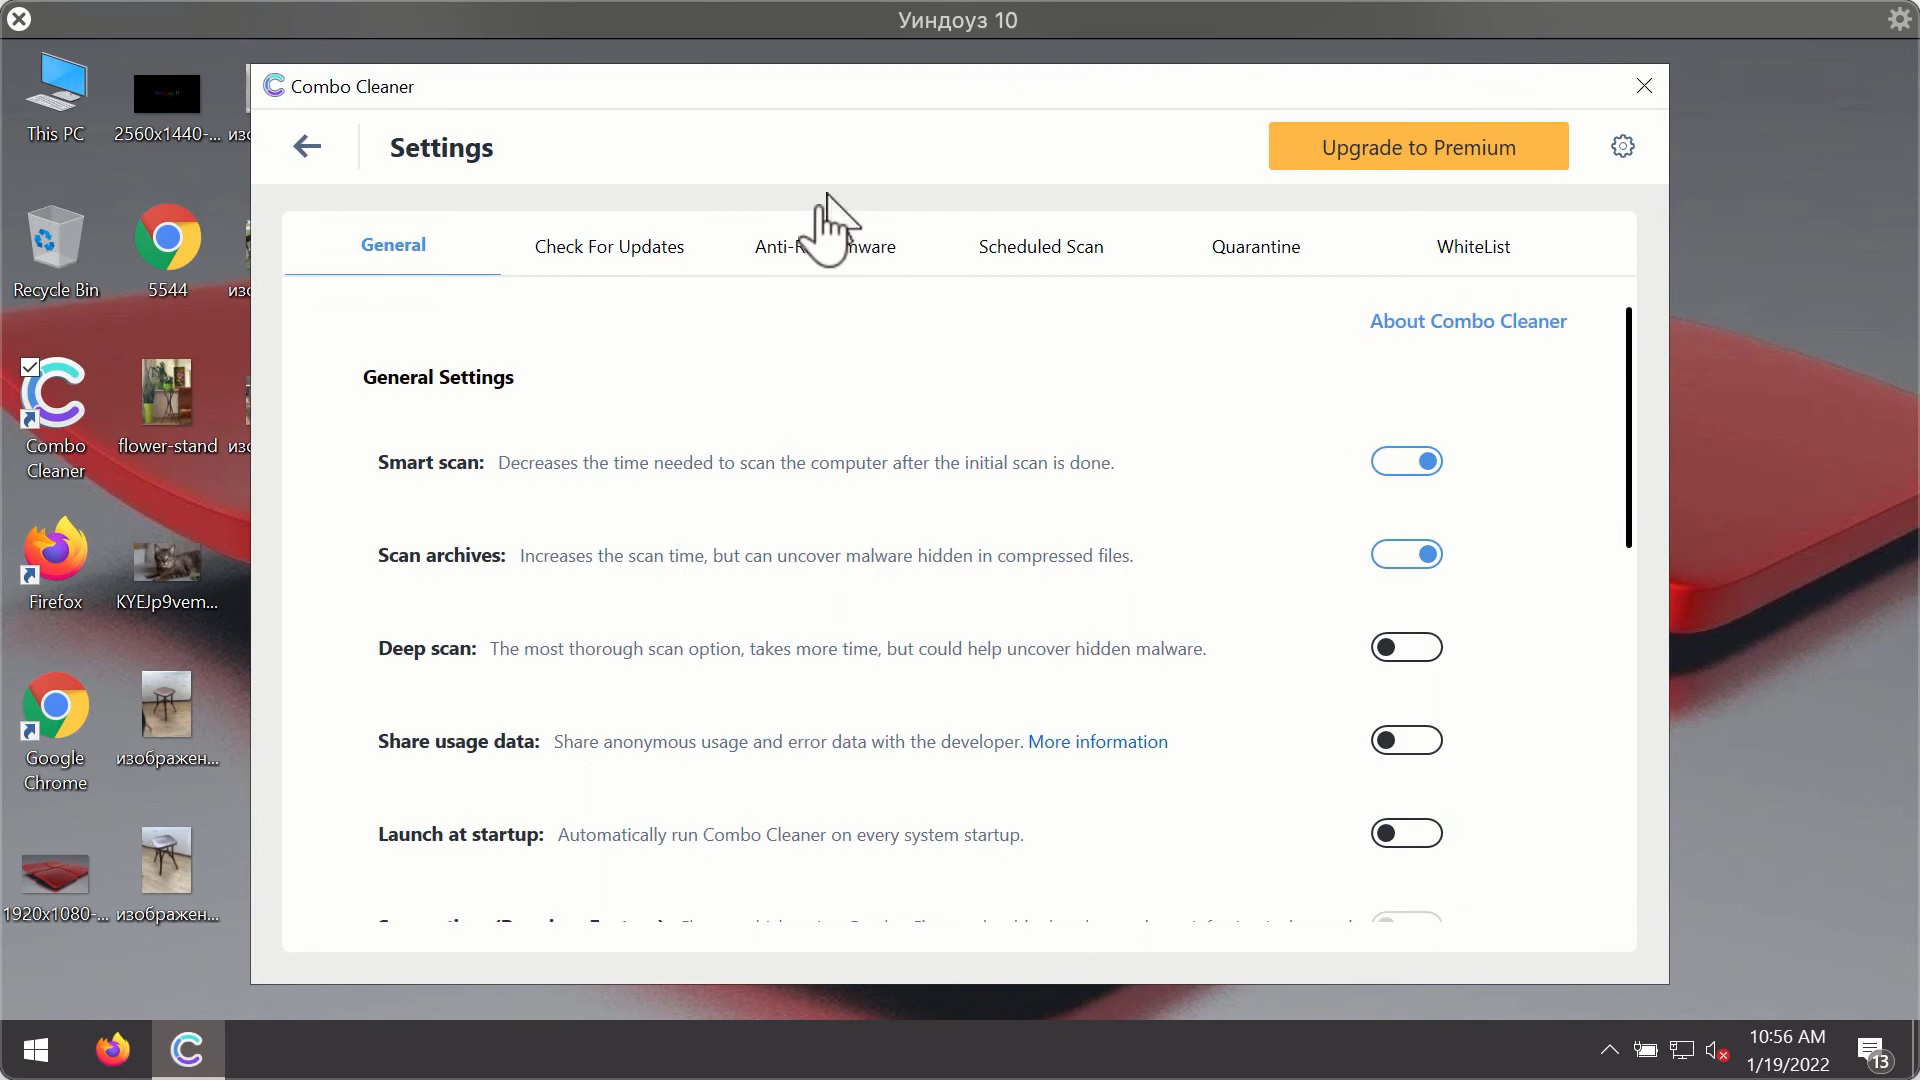 Уиндоуз 10
This PC
2560x1440-...
изо
Combo Cleaner
Settings
Upgrade to Premium
Recycle Bin
5544
General
Check For Updates
Scheduled Scan
Quarantine
WhiteList
About Combo Cleaner
General Settings
Smart scan: Decreases the time needed to scan the computer after the initial scan is done.
Scan archives: Increases the scan time, but can uncover malware hidden in compressed files.
Deep scan: The most thorough scan option, takes more time, but could help uncover hidden malware.
Share usage data: Share anonymous usage and error data with the developer. More information
Launch at startup: Automatically run Combo Cleaner on every system startup.
Combo
Cleaner
flower-stand
Firefox
KYEJp9vem...
Google
Chrome
изображен...
1920x1080-...
изображен...
10:56 AM
1/19/2022
13